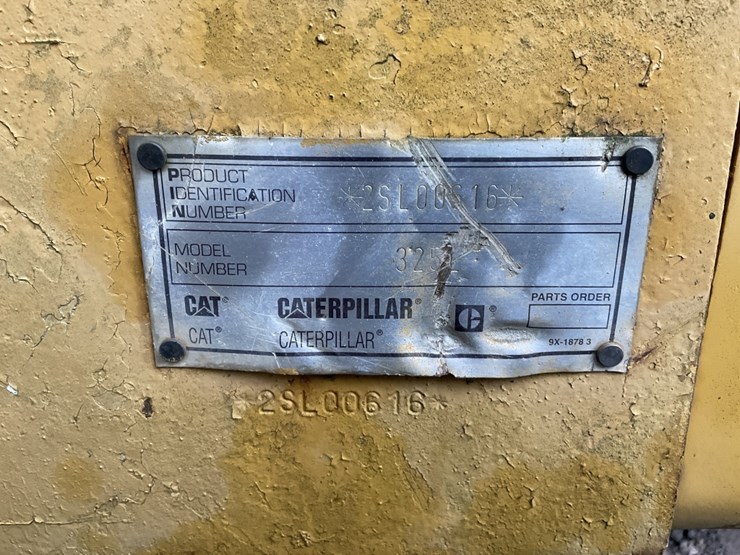 PRODUCT
IDENTIFICATION
NUMBER
*2SL00616*
MODEL
NUMBER
CAT® CATERPILLAR® C®
CAT® CATERPILLAR®
PARTS ORDER
9X-1878 3
*2SL00616*